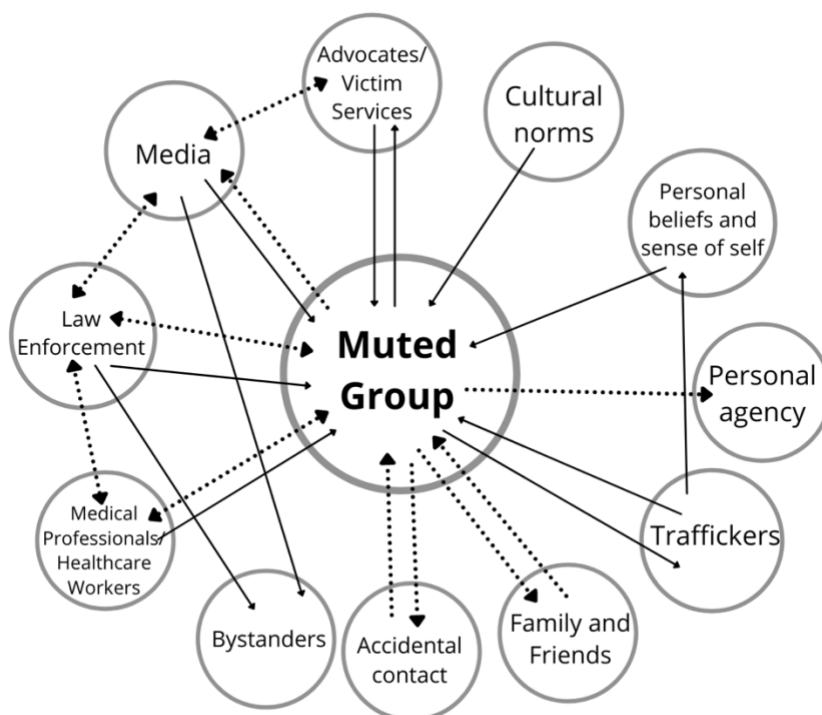 Advocates/
Victim
Services
Cultural
norms
Media
Personal
beliefs and
sense of self
Law
Enforcement
Muted
Group
Personal
agency
Medical
Professionals/
Healthcare
Workers
Traffickers
Bystanders
Accidental
contact
Family and
Friends